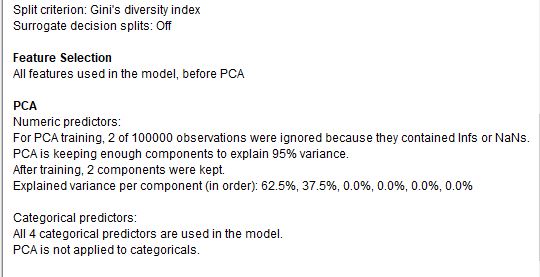 Split criterion: Gini's diversity index
Surrogate decision splits: Off
Feature Selection
All features used in the model, before PCA
PCA
Numeric predictors:
For PCA training, 2 of 100000 observations were ignored because they contained Infs or NaNs.
PCA is keeping enough components to explain 95% variance.
After training, 2 components were kept.
Explained variance per component (in order): 62.5%, 37.5%, 0.0%, 0.0%, 0.0%, 0.0%
Categorical predictors:
All 4 categorical predictors are used in the model.
PCA is not applied to categoricals.